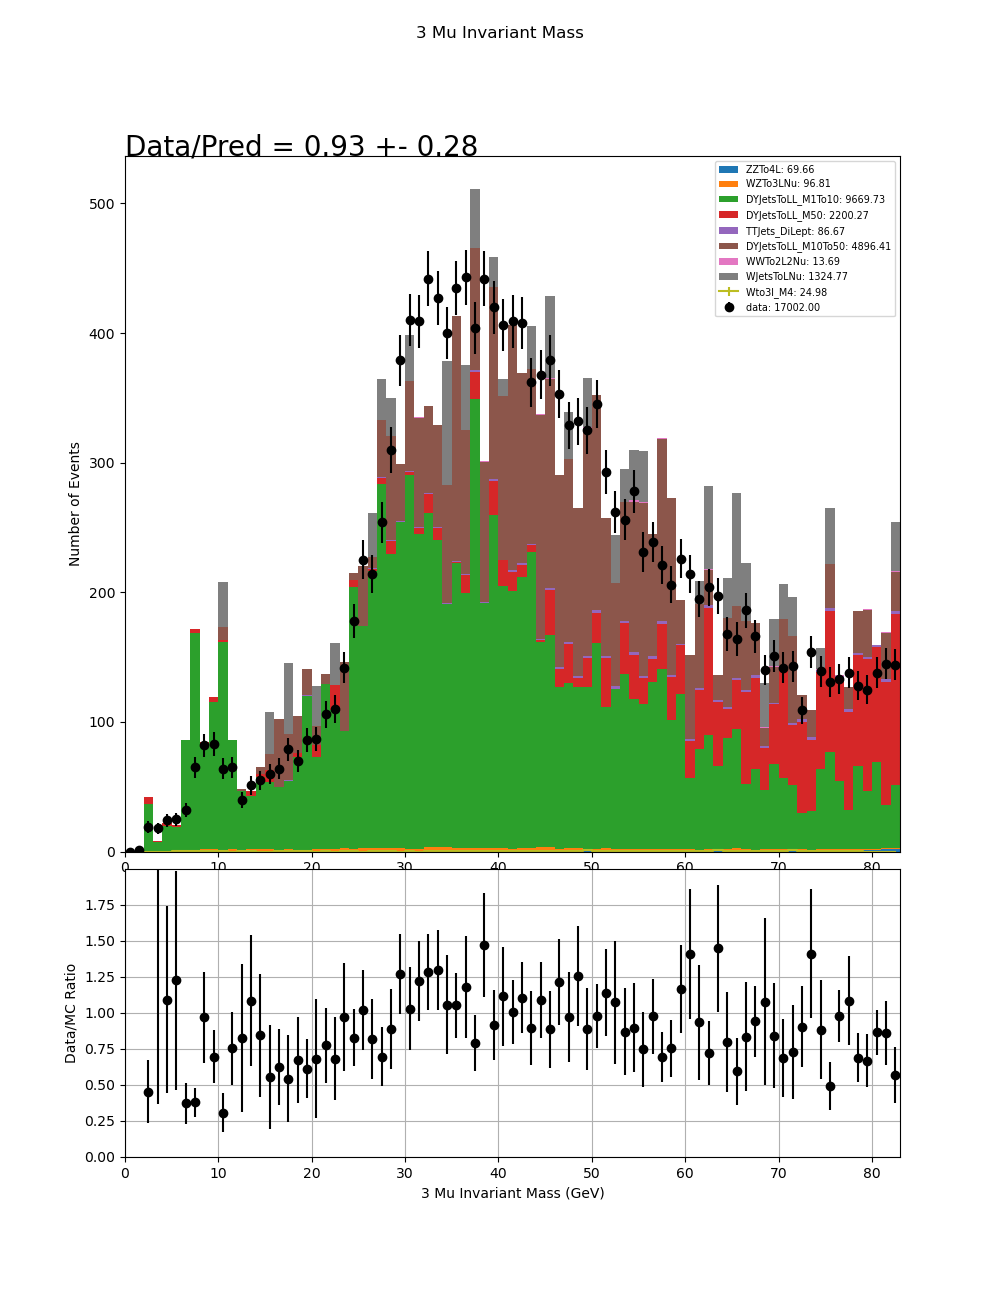 3 Mu Invariant Mass
Data/Pred = 0.93 +- 0.28
ZZTo4L: 69.66
WZTo3LNu: 96.81
DYJetsToLL_M1To10: 9669.73
DYJetsToLL_M50: 2200.27
TTJets_DiLept: 86.67
DYJetsToLL_M10To50: 4896.41
WWTo2L2Nu: 13.69
WJetsToLNu: 1324.77
Wto3l_M4: 24.98
data: 17002.00
Number of Events
500
400
300
200
100
0
0 10 20 30 40 50 60 70 80
Data/MC Ratio
1.75
1.50
1.25
1.00
0.75
0.50
0.25
0.00
0 10 20 30 40 50 60 70 80
3 Mu Invariant Mass (GeV)